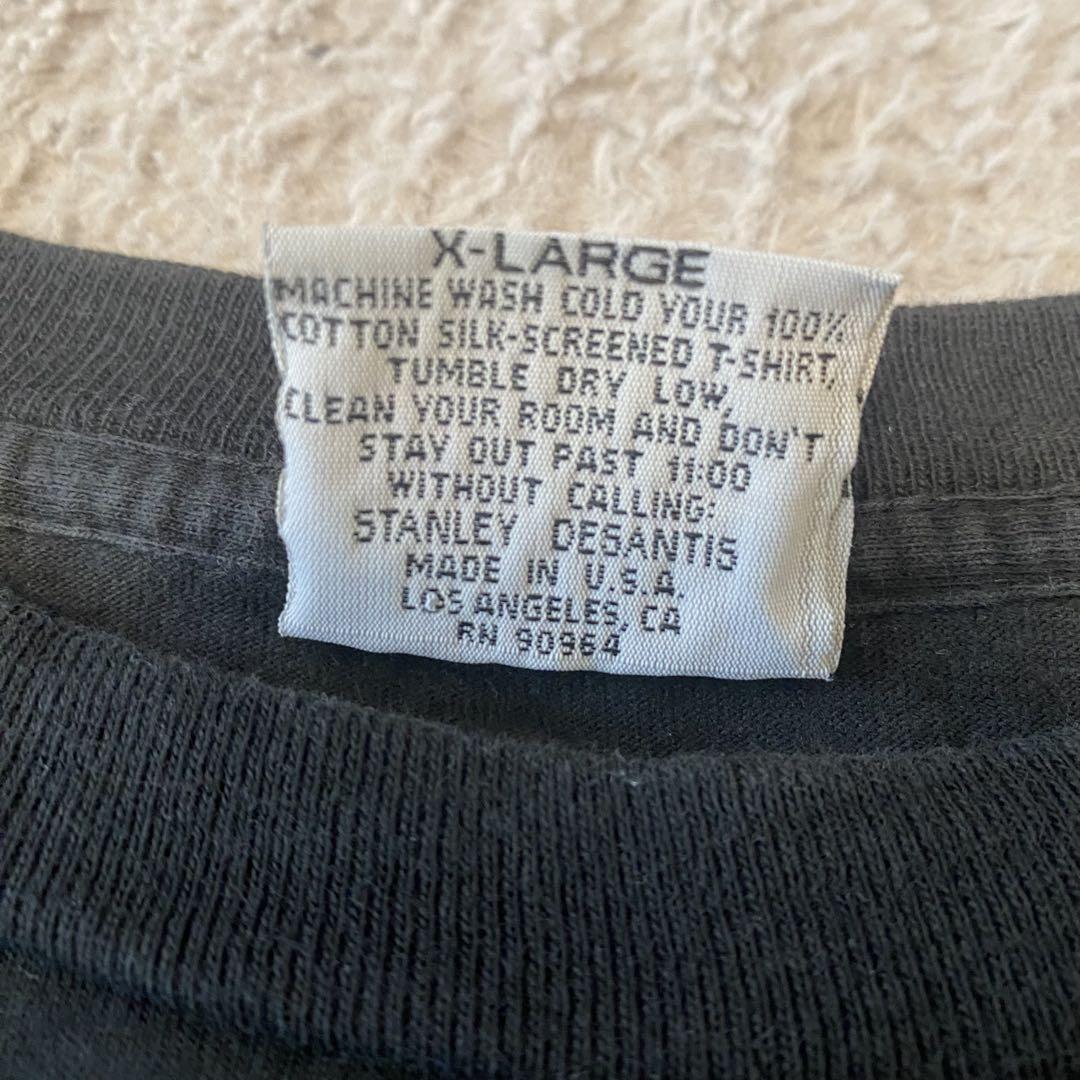 X-LARGE
MACHINE WASH COLD YOUR 100%
COTTON SILK-SCREENED T-SHIRT,
TUMBLE DRY LOW,
CLEAN YOUR ROOM AND DON'T
STAY OUT PAST 11:00
WITHOUT CALLING:
STANLEY DESANTIS
MADE IN U.S.A.
LOS ANGELES, CA
RN 90964